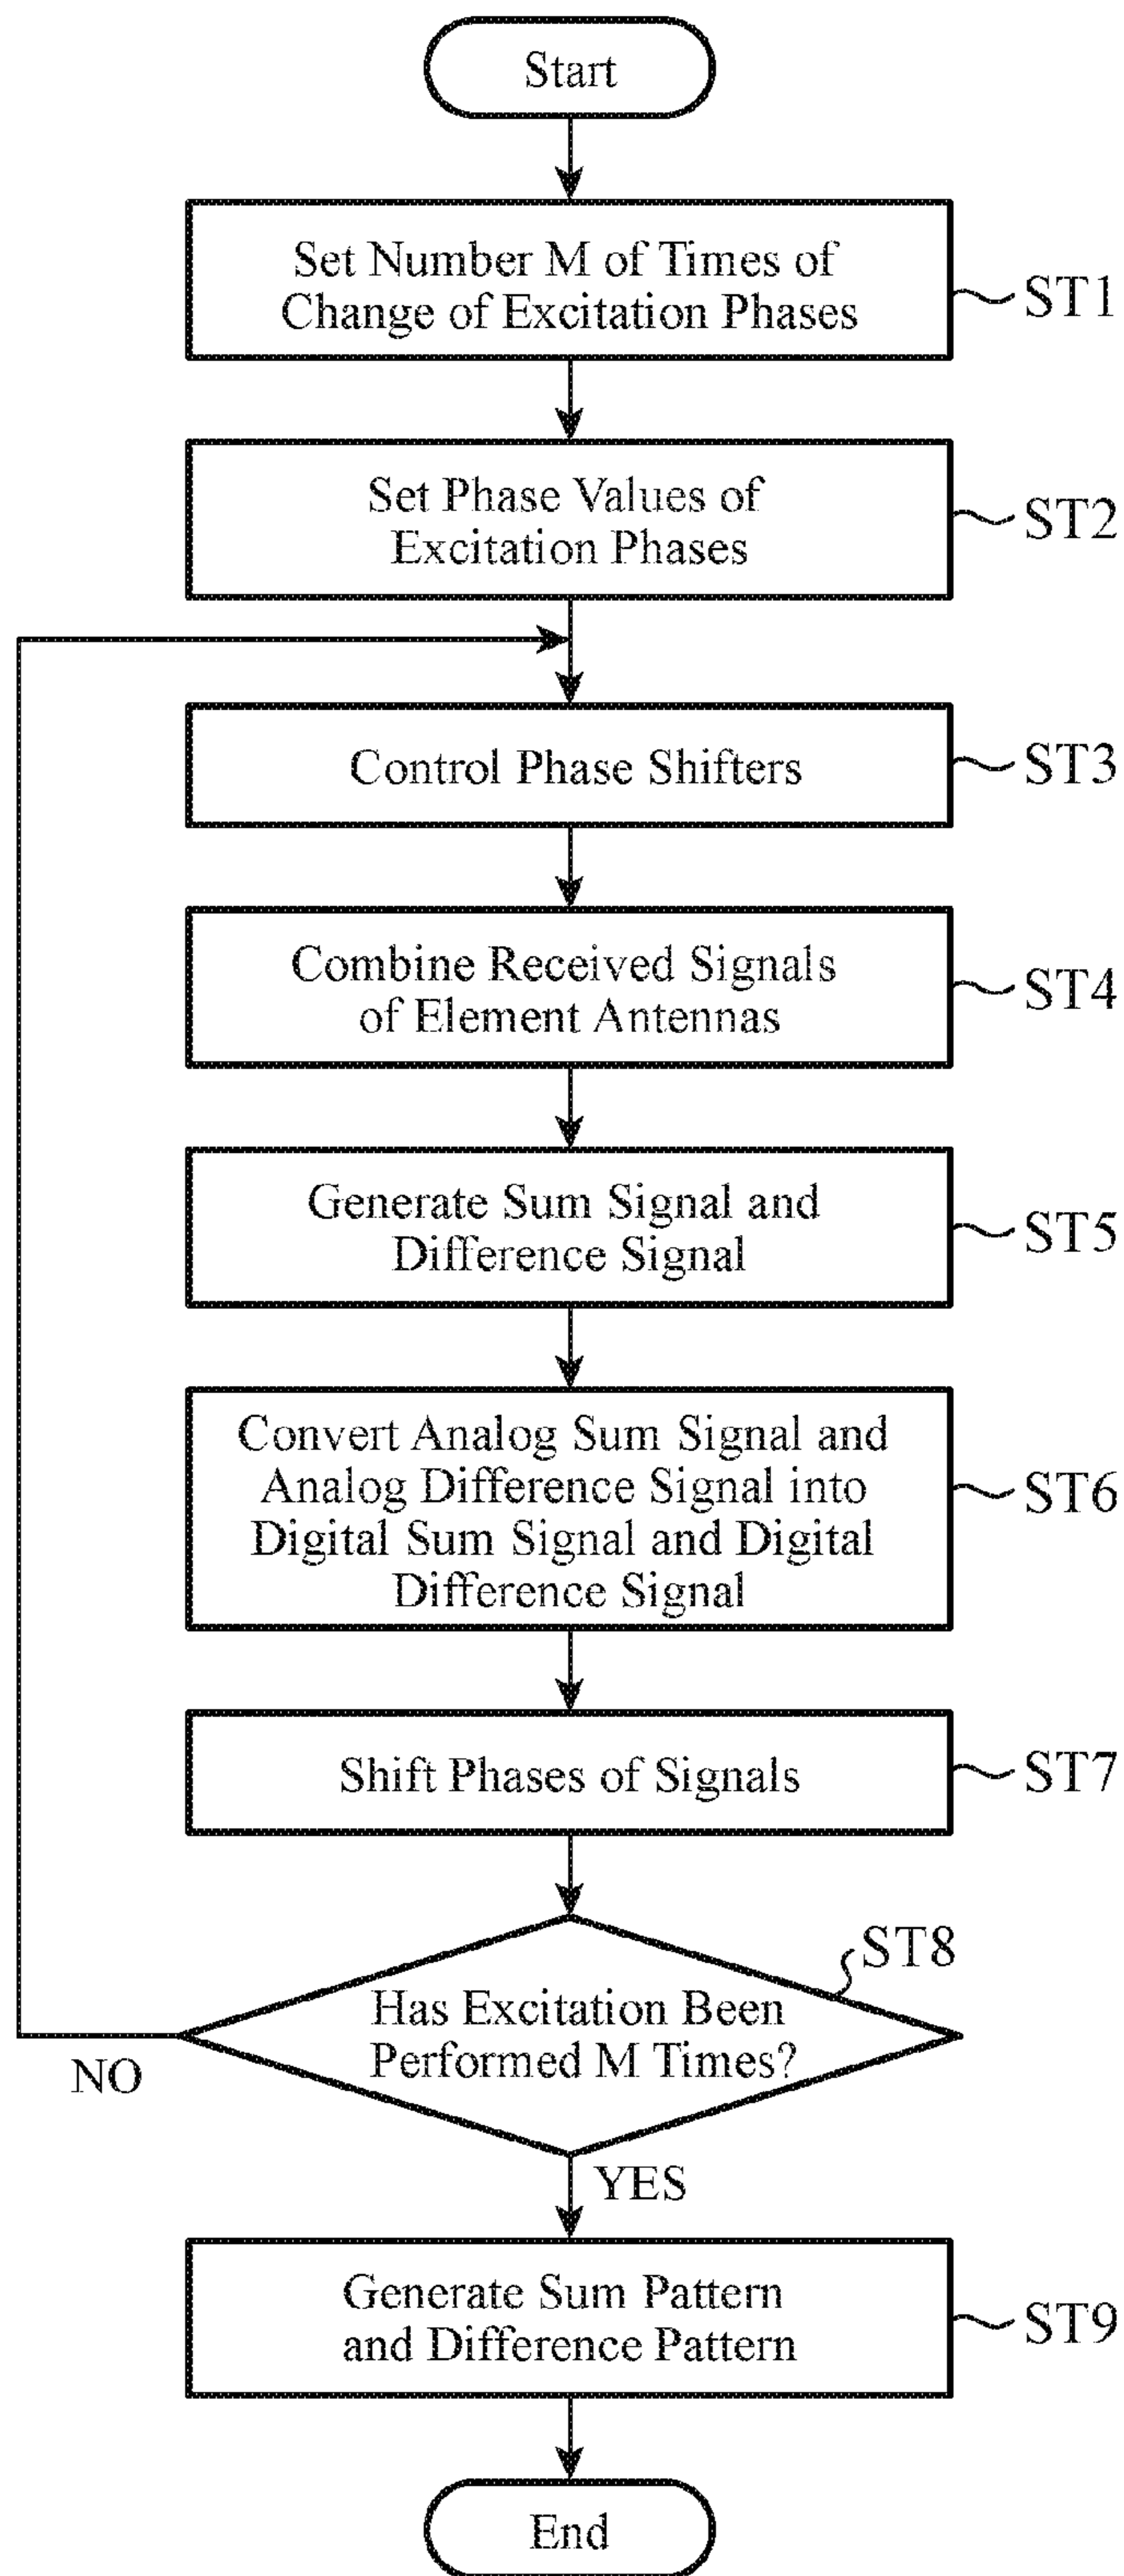 Start
Set Number M of Times of
Change of Excitation Phases
ST1
Set Phase Values of
Excitation Phases
ST2
Control Phase Shifters
ST3
Combine Received Signals
of Element Antennas
ST4
Generate Sum Signal and
Difference Signal
ST5
Convert Analog Sum Signal and
Analog Difference Signal into
Digital Sum Signal and Digital
Difference Signal
ST6
Shift Phases of Signals
ST7
ST8
Has Excitation Been
Performed M Times?
NO
YES
Generate Sum Pattern
and Difference Pattern
ST9
End